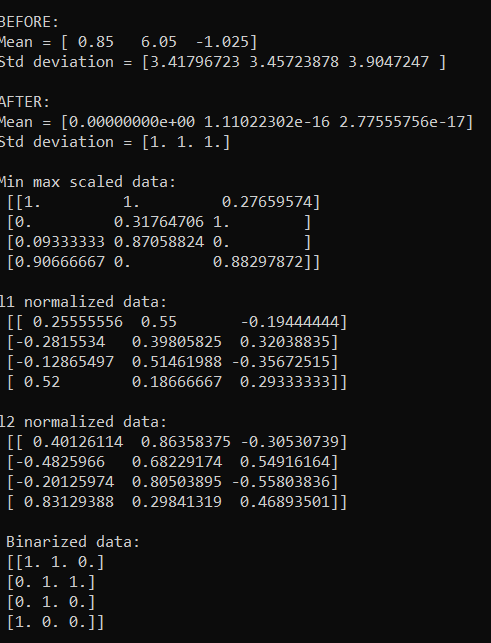 BEFORE:
Mean = [ 0.85   6.05  -1.025]
Std deviation = [3.41796723 3.45723878 3.9047247 ]
AFTER:
Mean = [0.00000000e+00 1.11022302e-16 2.77555756e-17]
Std deviation = [1. 1. 1.]
Min max scaled data:
[[1.         1.         0.27659574]
[0.         0.31764706 1.        ]
[0.09333333 0.87058824 0.        ]
[0.90666667 0.         0.88297872]]
l1 normalized data:
[[ 0.25555556  0.55       -0.19444444]
[-0.2815534   0.39805825  0.32038835]
[-0.12865497  0.51461988 -0.35672515]
[ 0.52        0.18666667  0.29333333]]
l2 normalized data:
[[ 0.40126114  0.86358375 -0.30530739]
[-0.4825966   0.68229174  0.54916164]
[-0.20125974  0.80503895 -0.55803836]
[ 0.83129388  0.29841319  0.46893501]]
Binarized data:
[[1. 1. 0.]
[0. 1. 1.]
[0. 1. 0.]
[1. 0. 0.]]